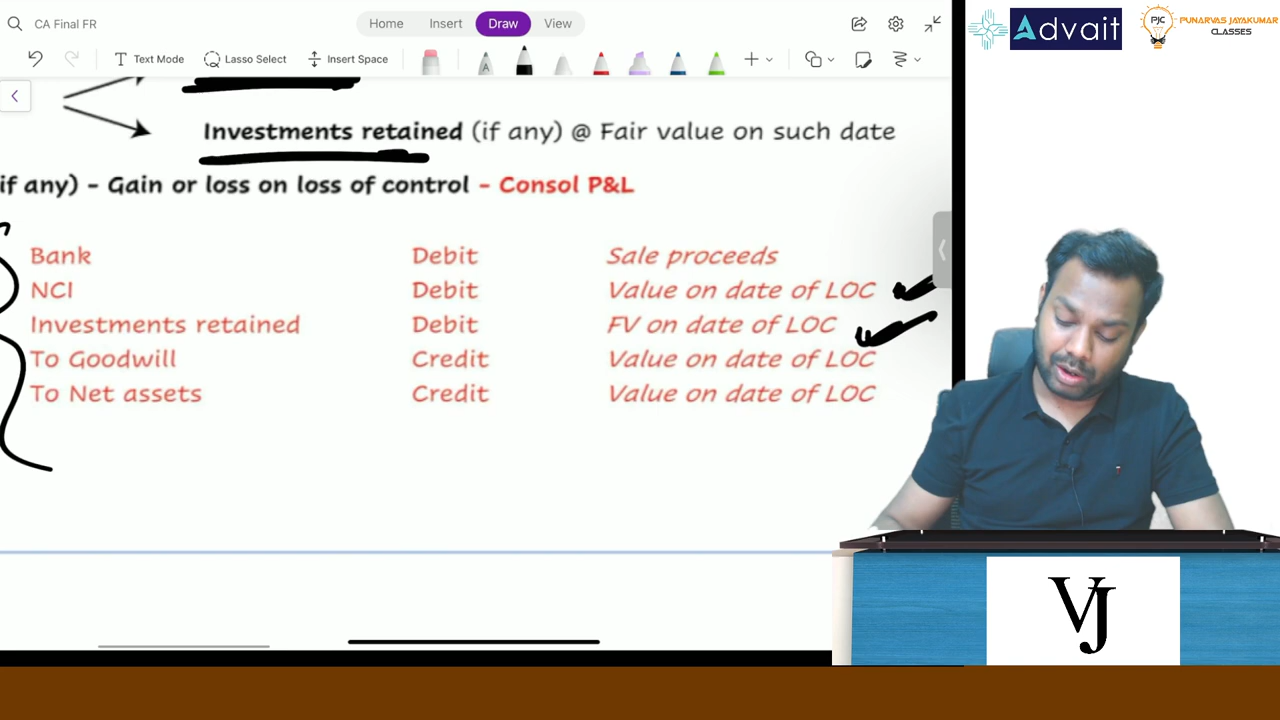 CA Final FR
Home Insert Draw View
Advait
PJC
PUNARVAS JAYAKUMAR
CLASSES
Text Mode Lasso Select Insert Space
A
Investments retained (if any) @ Fair value on such date
if any) - Gain or loss on loss of control - Consol P&L
Bank Debit Sale proceeds
NCI Debit Value on date of LOC
Investments retained Debit FV on date of LOC
To Goodwill Credit Value on date of LOC
To Net assets Credit Value on date of LOC
VJ